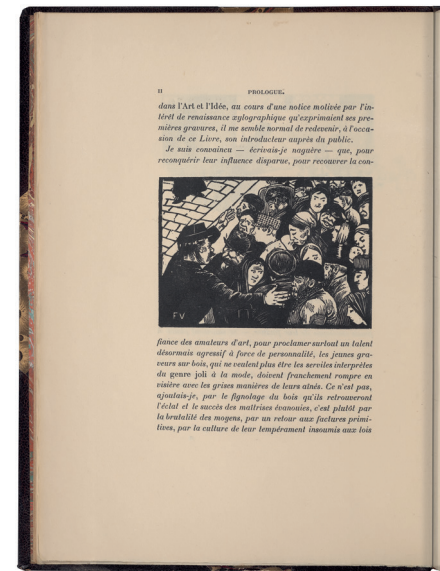 II PROLOGUE.
dans l'Art et l'Idée, au cours d'une notice motivée par l'in-
térêt de renaissance xylographique qu'exprimaient ses pre-
mières gravures, il me semble normal de redevenir, à l'occa-
sion de ce Livre, son introducteur auprès du public.
Je suis convaincu — écrivais-je naguère — que, pour
reconquérir leur influence disparue, pour recouvrer la con-
FV
fiance des amateurs d'art, pour proclamer surtout un talent
désormais agressif à force de personnalité, les jeunes gra-
veurs sur bois, qui ne veulent plus être les serviles interprètes
du genre joli à la mode, doivent franchement rompre en
visière avec les grises manières de leurs aînés. Ce n'est pas,
ajoutais-je, par le fignolage du bois qu'ils retrouveront
l'éclat et le succès des maîtrises évanouies, c'est plutôt par
la brutalité des moyens, par un retour aux factures primi-
tives, par la culture de leur tempérament insoumis aux lois